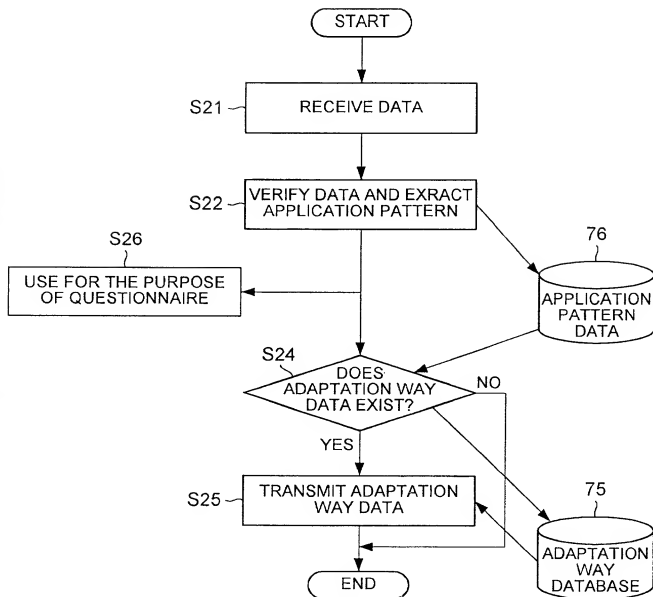 START
S21
RECEIVE DATA
S22
VERIFY DATA AND EXRACT
APPLICATION PATTERN
S26
USE FOR THE PURPOSE
OF QUESTIONNAIRE
76
APPLICATION
PATTERN
DATA
S24
DOES
ADAPTATION WAY
DATA EXIST?
NO
YES
S25
TRANSMIT ADAPTATION
WAY DATA
75
ADAPTATION
WAY
DATABASE
END